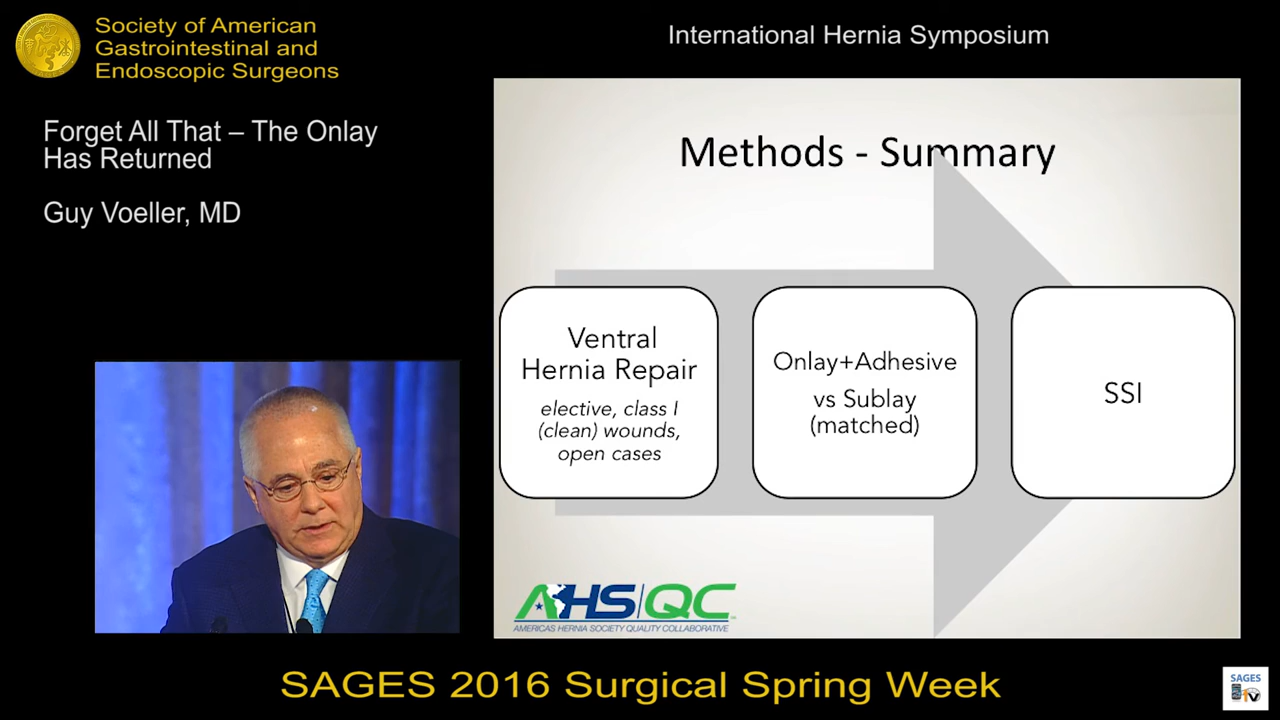 Society of American
Gastrointestinal and
Endoscopic Surgeons
International Hernia Symposium
Forget All That – The Onlay
Has Returned
Guy Voeller, MD
Methods - Summary
Ventral
Hernia Repair
elective, class I
(clean) wounds,
open cases
Onlay+Adhesive
vs Sublay
(matched)
SSI
AHS|QC
AMERICAS HERNIA SOCIETY QUALITY COLLABORATIVE
SAGES 2016 Surgical Spring Week
SAGES
TV